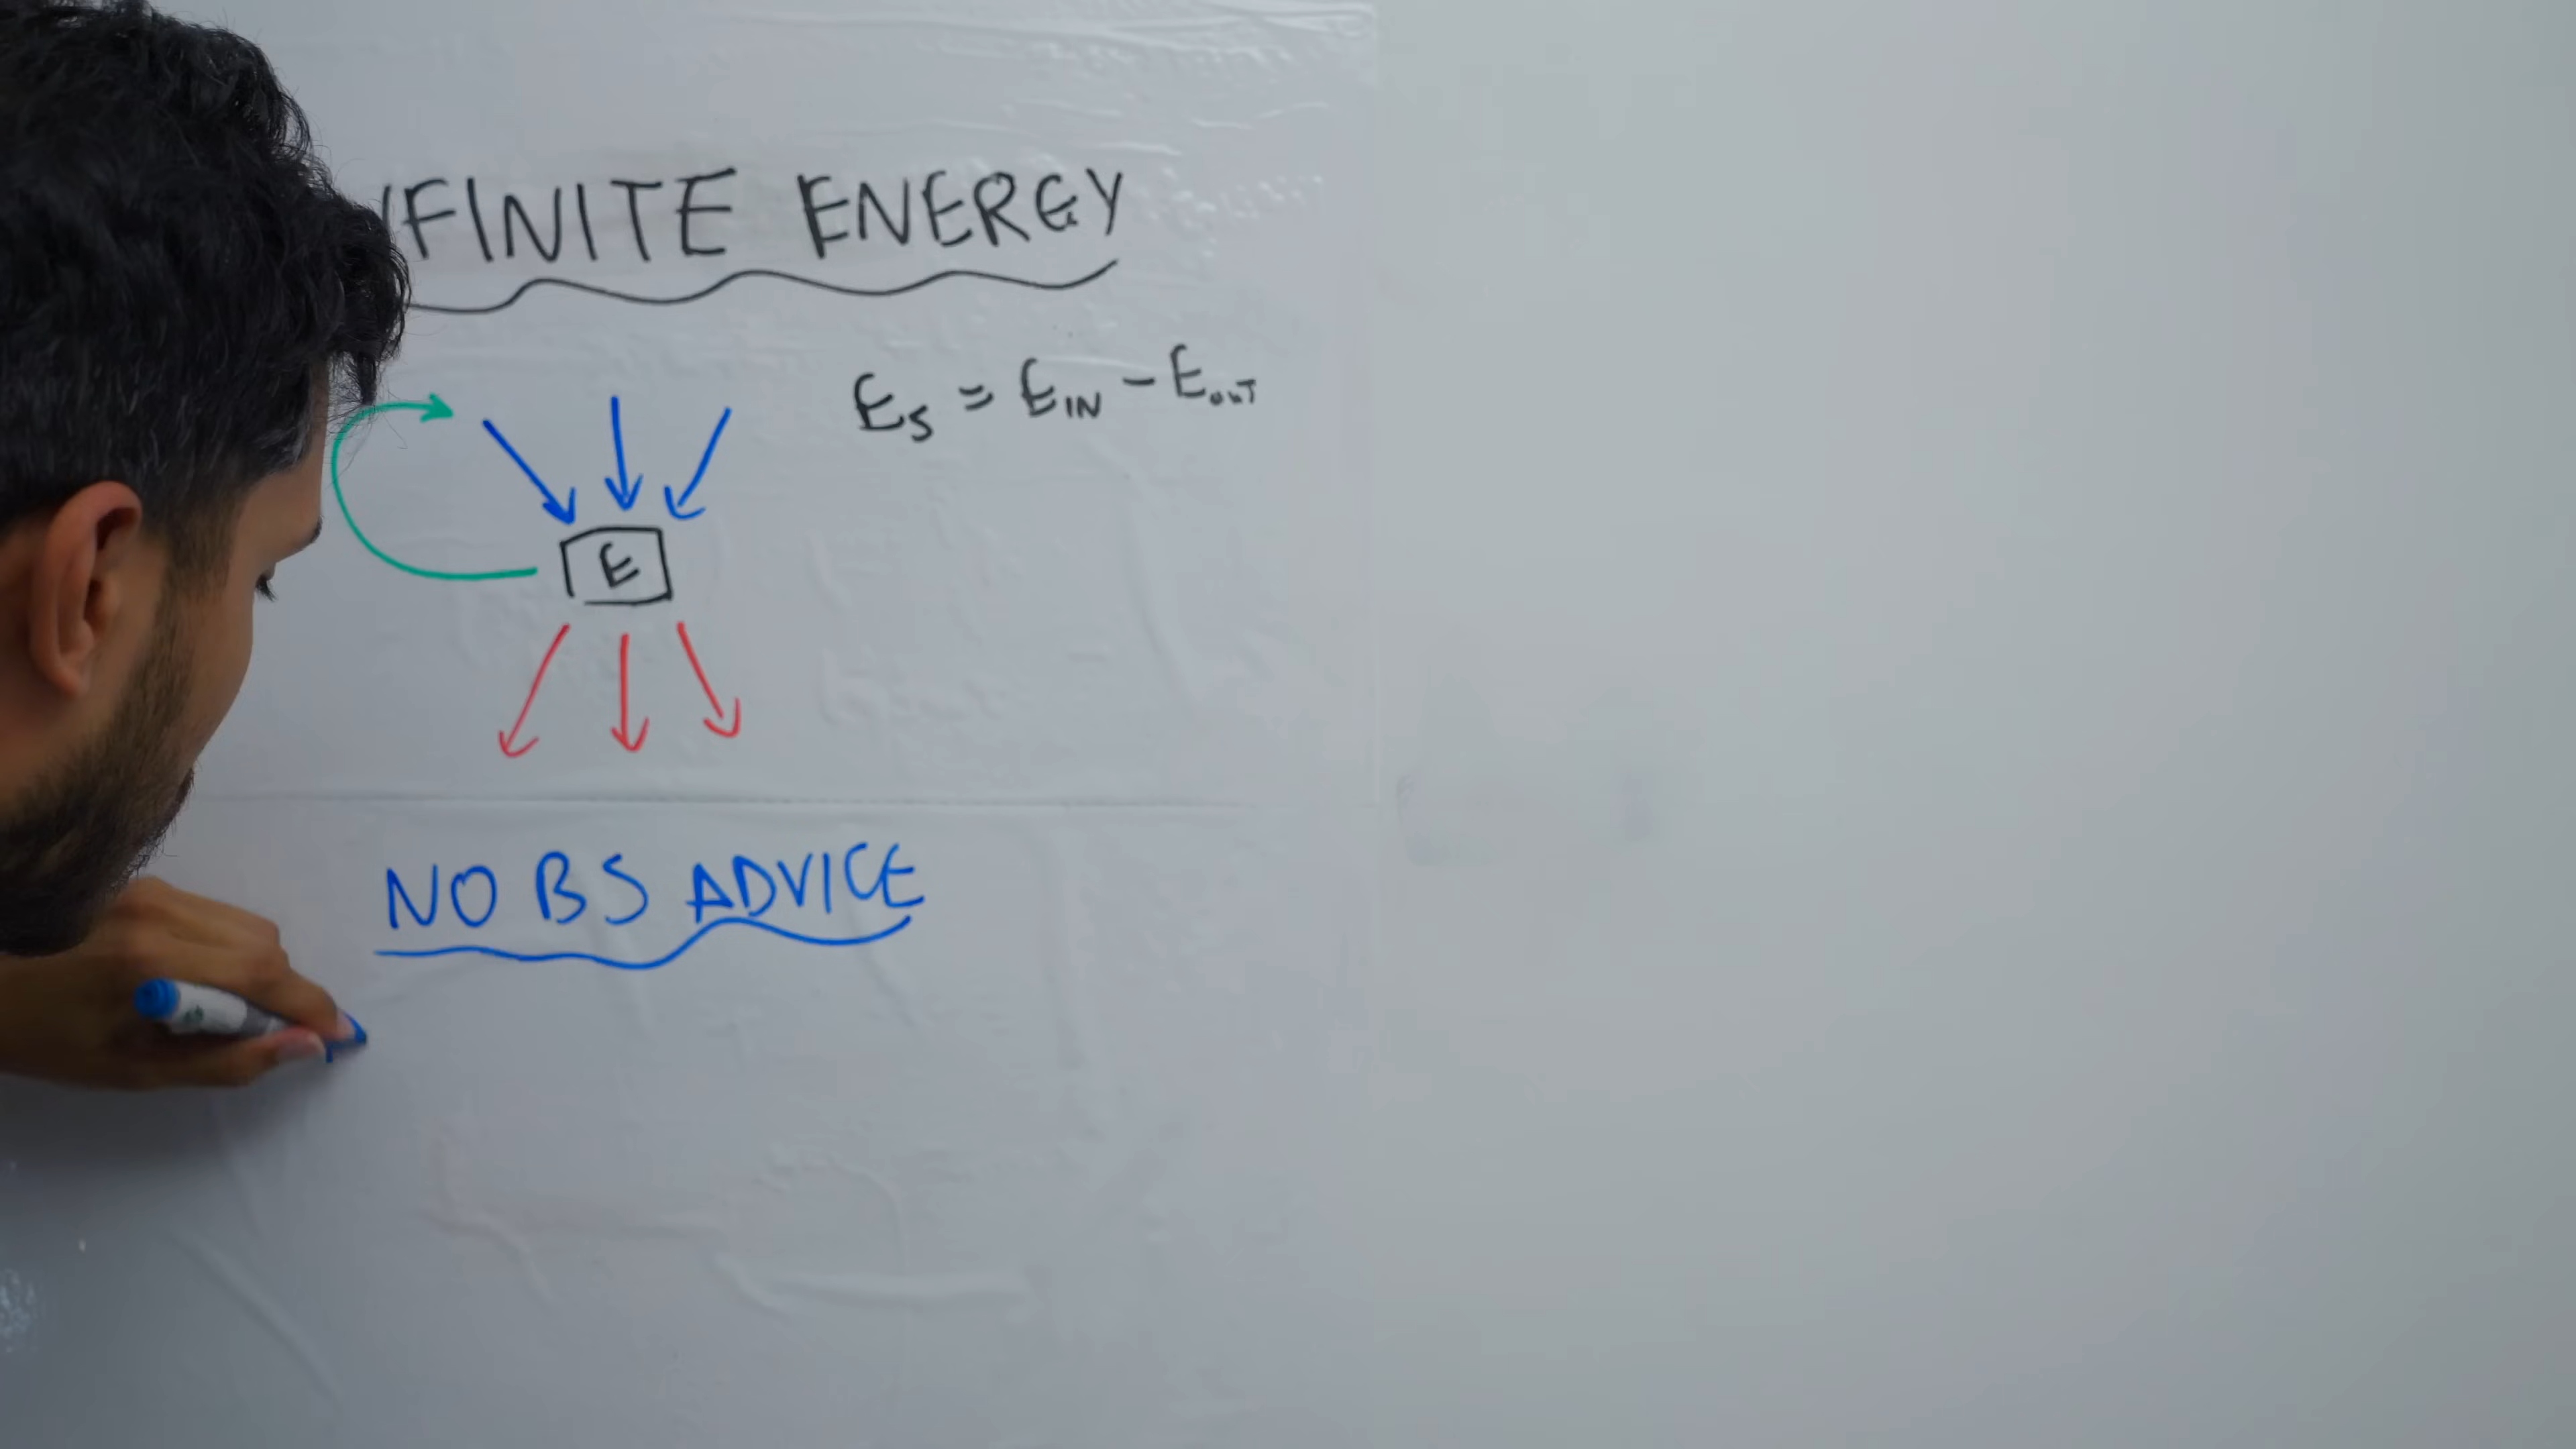 FINITE ENERGY
ES = EIN - EOUT
E
NO BS ADVICE